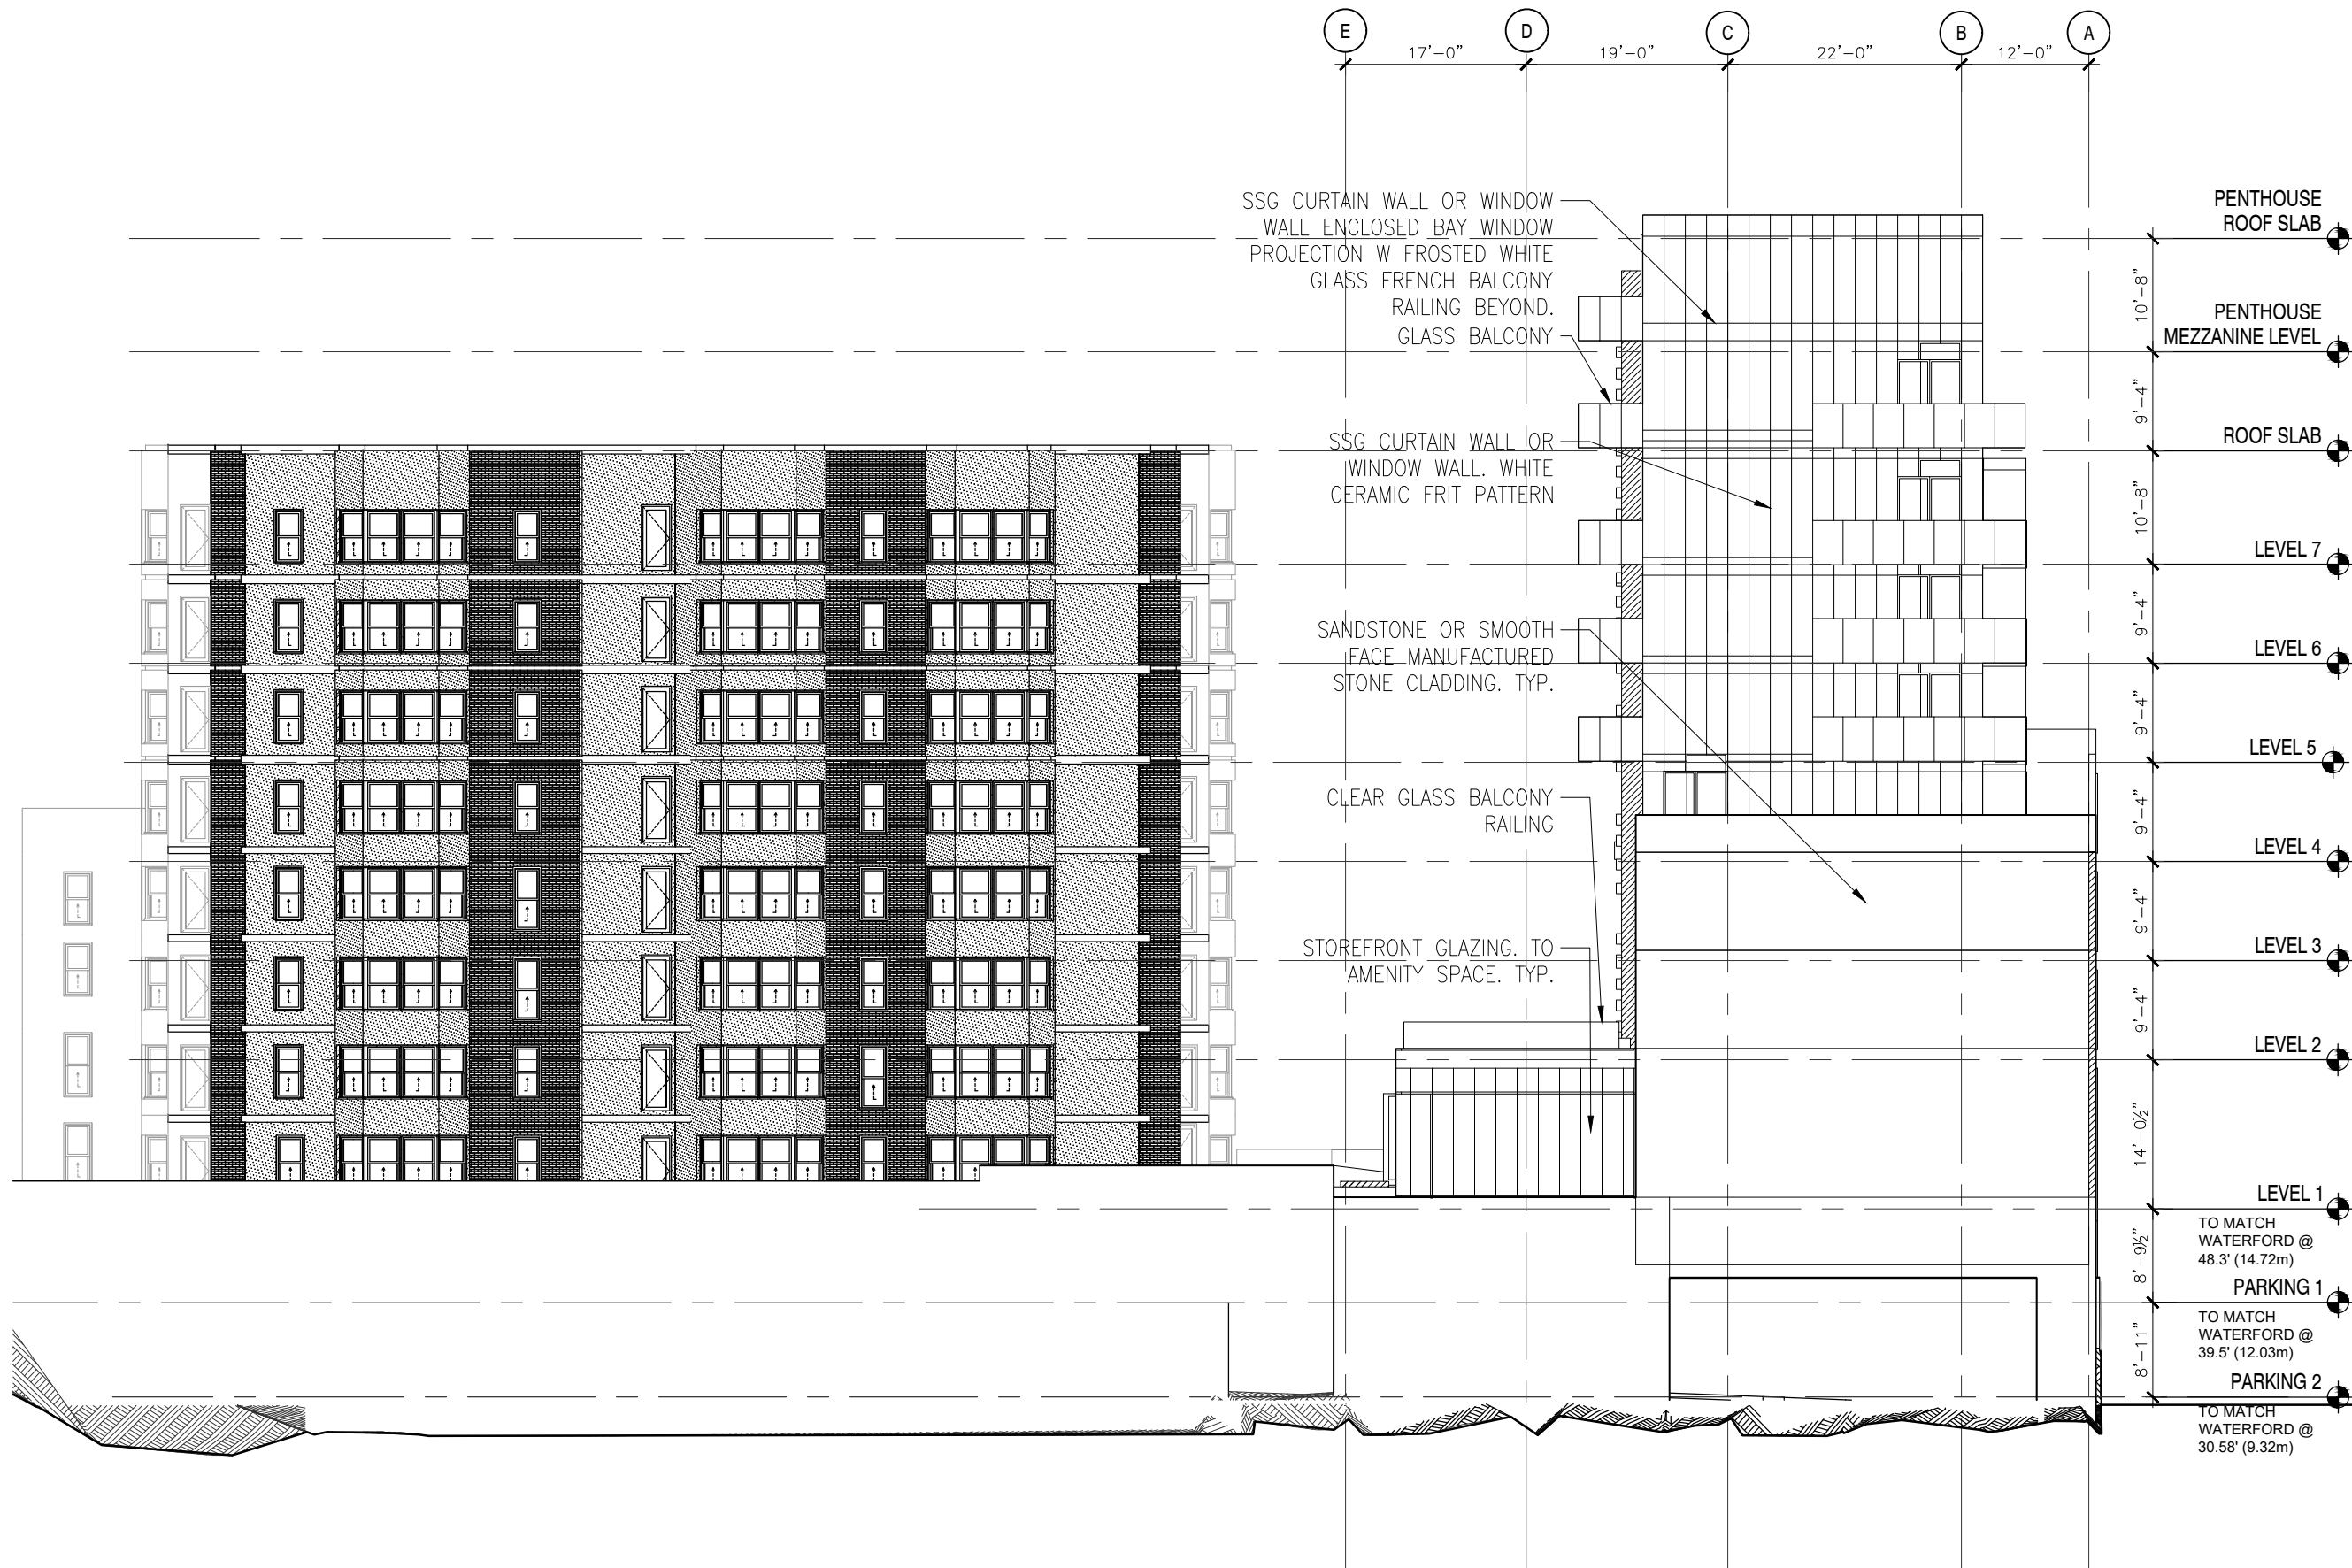 E
D
C
B
A
17'-0"
19'-0"
22'-0"
12'-0"
SSG CURTAIN WALL OR WINDOW
WALL ENCLOSED BAY WINDOW
PROJECTION W FROSTED WHITE
GLASS FRENCH BALCONY
RAILING BEYOND.
GLASS BALCONY
SSG CURTAIN WALL OR
WINDOW WALL. WHITE
CERAMIC FRIT PATTERN
SANDSTONE OR SMOOTH
FACE MANUFACTURED
STONE CLADDING. TYP.
CLEAR GLASS BALCONY
RAILING
STOREFRONT GLAZING. TO
AMENITY SPACE. TYP.
PENTHOUSE
ROOF SLAB
10'-8"
PENTHOUSE
MEZZANINE LEVEL
9'-4"
ROOF SLAB
10'-8"
LEVEL 7
9'-4"
LEVEL 6
9'-4"
LEVEL 5
9'-4"
LEVEL 4
9'-4"
LEVEL 3
9'-4"
LEVEL 2
14'-0½"
LEVEL 1
TO MATCH
WATERFORD @
48.3' (14.72m)
8'-9½"
PARKING 1
TO MATCH
WATERFORD @
39.5' (12.03m)
8'-11"
PARKING 2
TO MATCH
WATERFORD @
30.58' (9.32m)